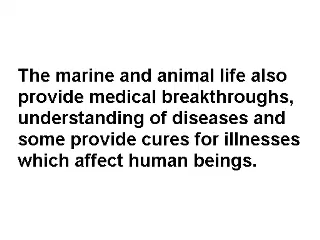 The marine and animal life also
provide medical breakthroughs,
understanding of diseases and
some provide cures for illnesses
which affect human beings.